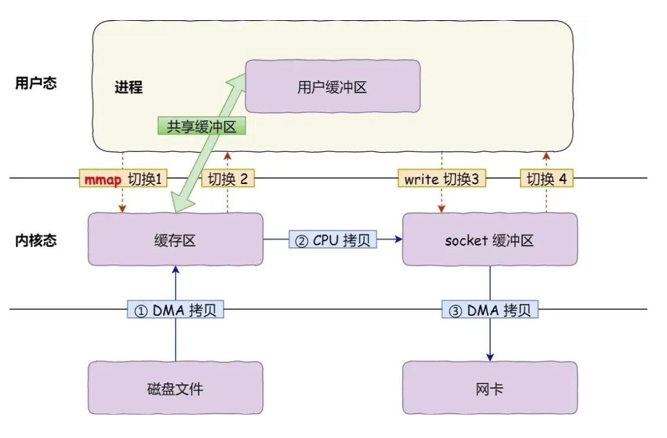 用户态
进程
用户缓冲区
共享缓冲区
mmap 切换1
切换 2
write 切换3
切换 4
内核态
缓存区
② CPU 拷贝
socket 缓冲区
① DMA 拷贝
③ DMA 拷贝
磁盘文件
网卡